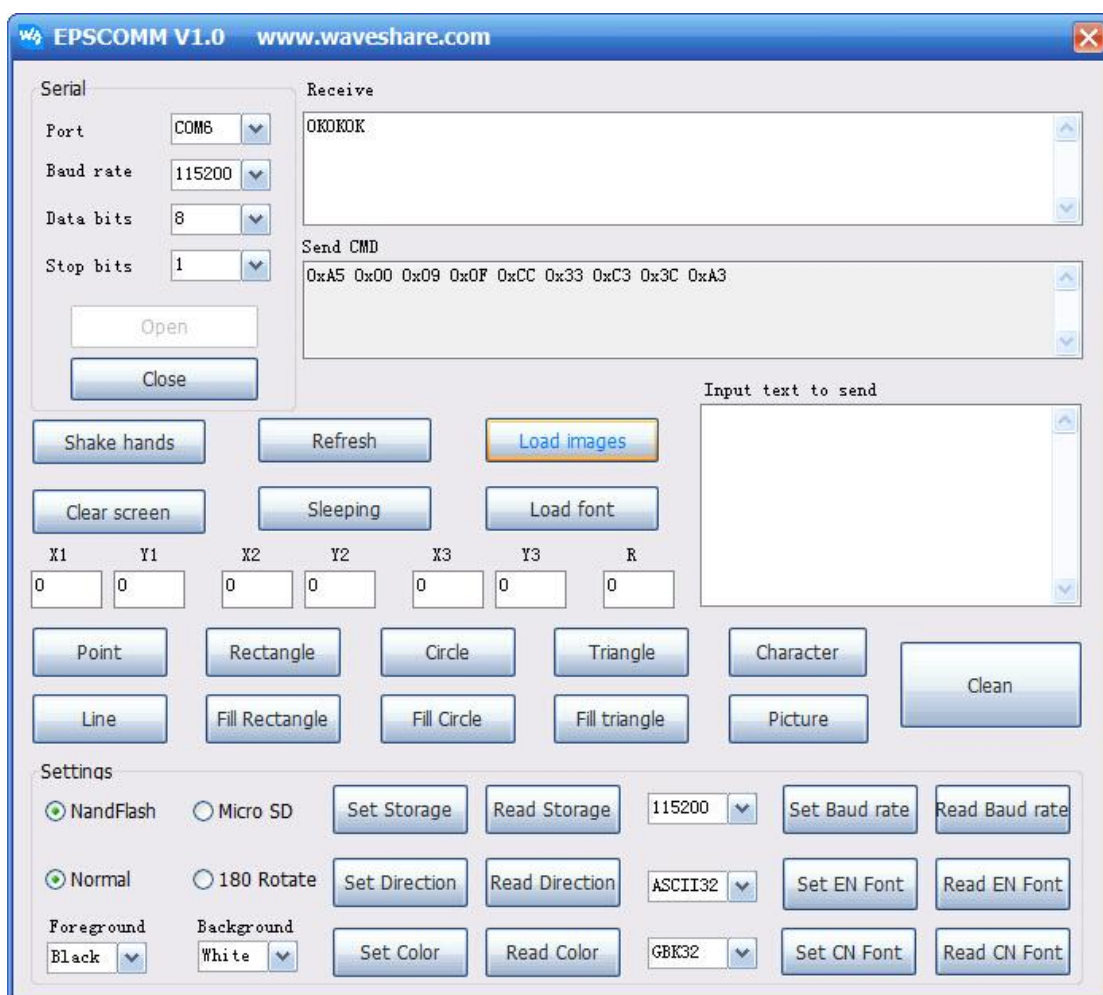 EPSCOMM V1.0 www.waveshare.com
Serial
Port COM6
Baud rate 115200
Data bits 8
Stop bits 1
Open
Close
Receive
OKOKOK
Send CMD
0xA5 0x00 0x09 0x0F 0xCC 0x33 0xC3 0x3C 0xA3
Input text to send
Shake hands Refresh Load images
Clear screen Sleeping Load font
X1 Y1 X2 Y2 X3 Y3 R
0 0 0 0 0 0 0
Point Rectangle Circle Triangle Character
Clean
Line Fill Rectangle Fill Circle Fill triangle Picture
Settings
NandFlash Micro SD Set Storage Read Storage 115200 Set Baud rate Read Baud rate
Normal 180 Rotate Set Direction Read Direction ASCII32 Set EN Font Read EN Font
Foreground Background
Black White Set Color Read Color GBK32 Set CN Font Read CN Font